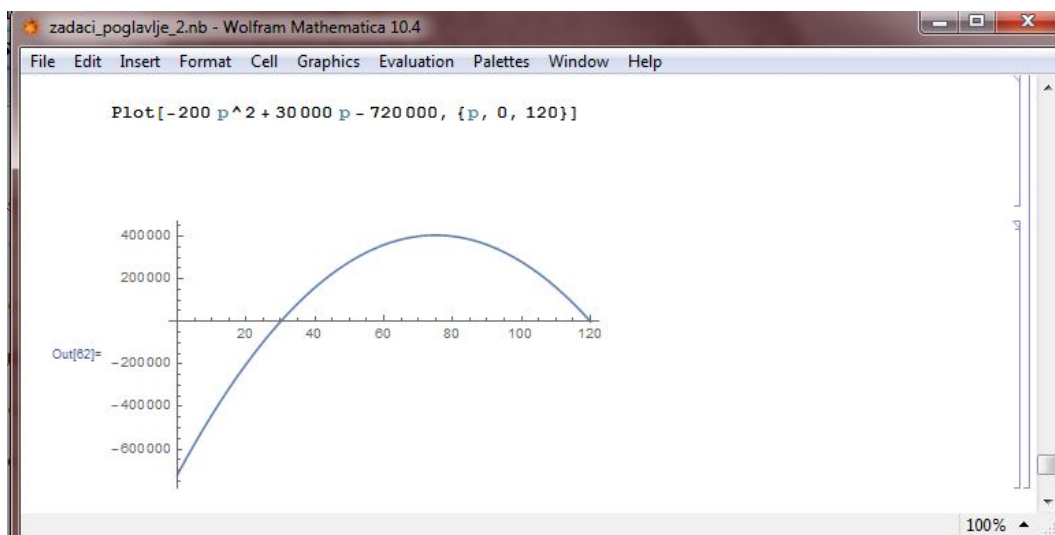 zadaci_poglavlje_2.nb - Wolfram Mathematica 10.4
File Edit Insert Format Cell Graphics Evaluation Palettes Window Help
Plot[-200 p^2 + 30000 p - 720000, {p, 0, 120}]
400000
200000
20 40 60 80 100 120
Out[62]=
-200000
-400000
-600000
100%